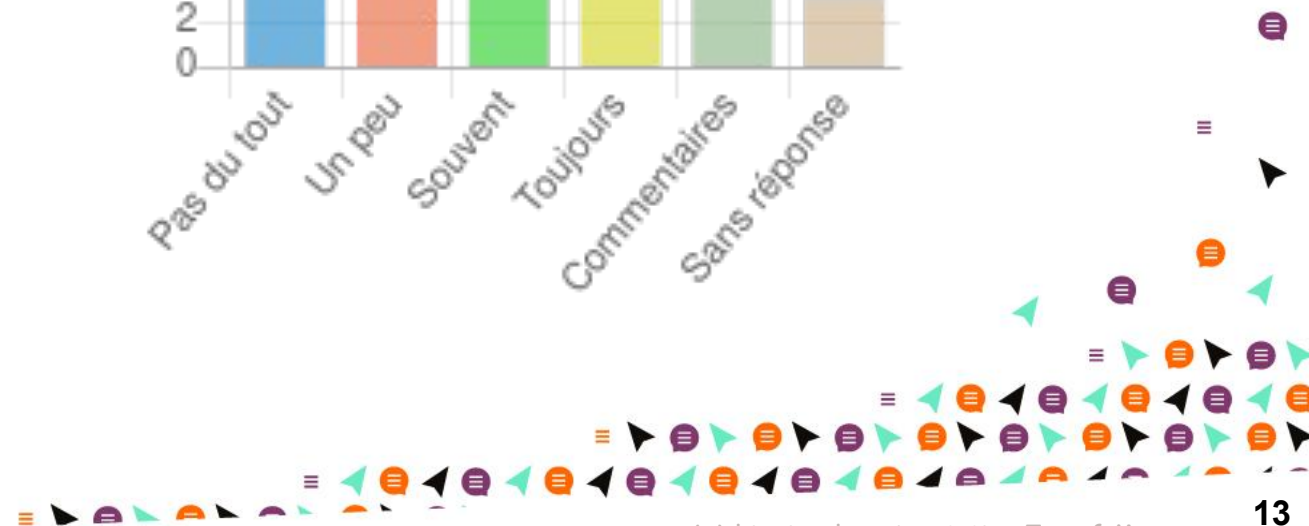 2
0
Pas du tout
Un peu
Souvent
Toujours
Commentaires
Sans réponse
13